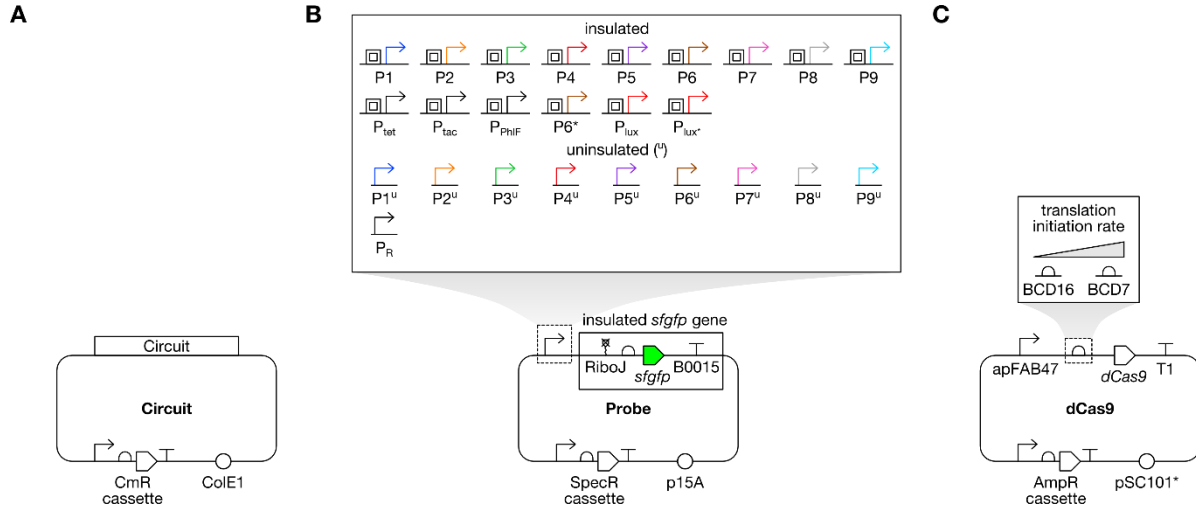 A
B
C
insulated
P1 P2 P3 P4 P5 P6 P7 P8 P9
Ptet Ptac PPhlF P6* Plux Plux*
uninsulated (u)
P1u P2u P3u P4u P5u P6u P7u P8u P9u
PR
Circuit
Circuit
CmR
cassette
ColE1
insulated sfgfp gene
RiboJ
sfgfp
B0015
Probe
SpecR
cassette
p15A
translation
initiation rate
BCD16 BCD7
apFAB47
dCas9
T1
dCas9
AmpR
cassette
pSC101*